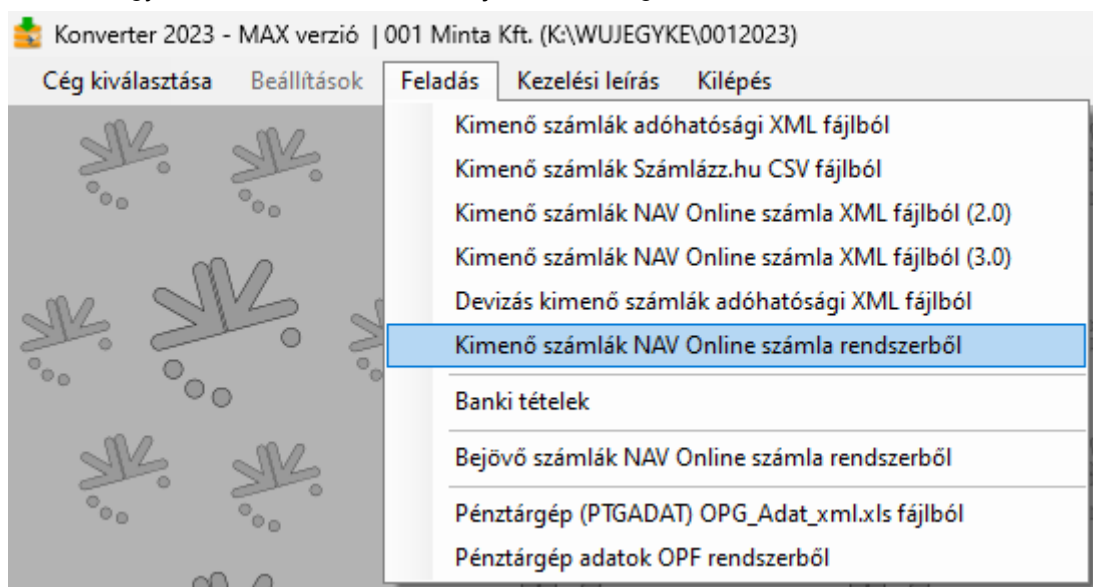 Konverter 2023 - MAX verzió | 001 Minta Kft. (K:\WUJEGYKE\0012023)
Cég kiválasztása Beállítások Feladás Kezelési leírás Kilépés
Kimenő számlák adóhatósági XML fájlból
Kimenő számlák Számlázz.hu CSV fájlból
Kimenő számlák NAV Online számla XML fájlból (2.0)
Kimenő számlák NAV Online számla XML fájlból (3.0)
Devizás kimenő számlák adóhatósági XML fájlból
Kimenő számlák NAV Online számla rendszerből
Banki tételek
Bejövő számlák NAV Online számla rendszerből
Pénztárgép (PTGADAT) OPG_Adat_xml.xls fájlból
Pénztárgép adatok OPF rendszerből